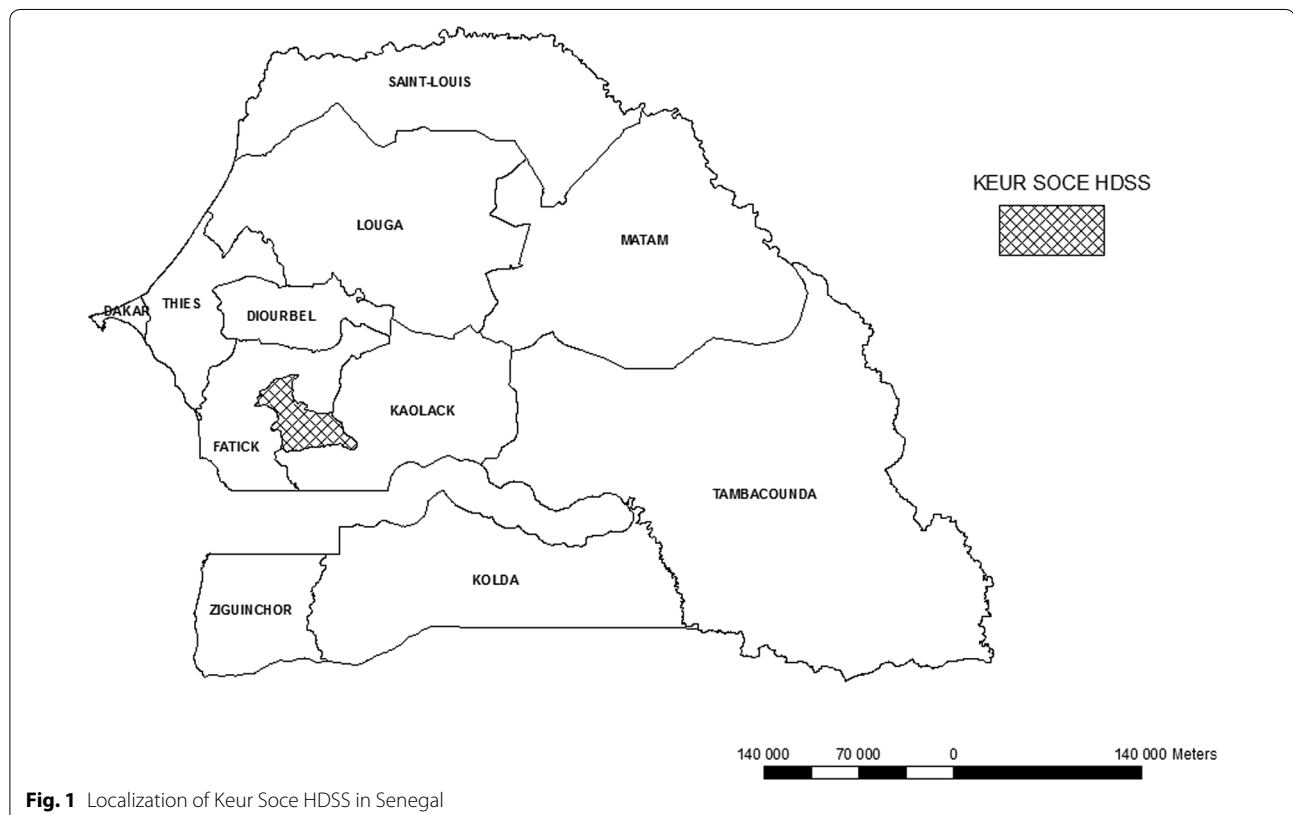 SAINT-LOUIS
KEUR SOCE HDSS
LOUGA
MATAM
DAKAR
THIES
DIOURBEL
KAOLACK
FATICK
TAMBACOUNDA
KOLDA
ZIGUINCHOR
140 000 70 000 0 140 000 Meters
Fig. 1 Localization of Keur Soce HDSS in Senegal